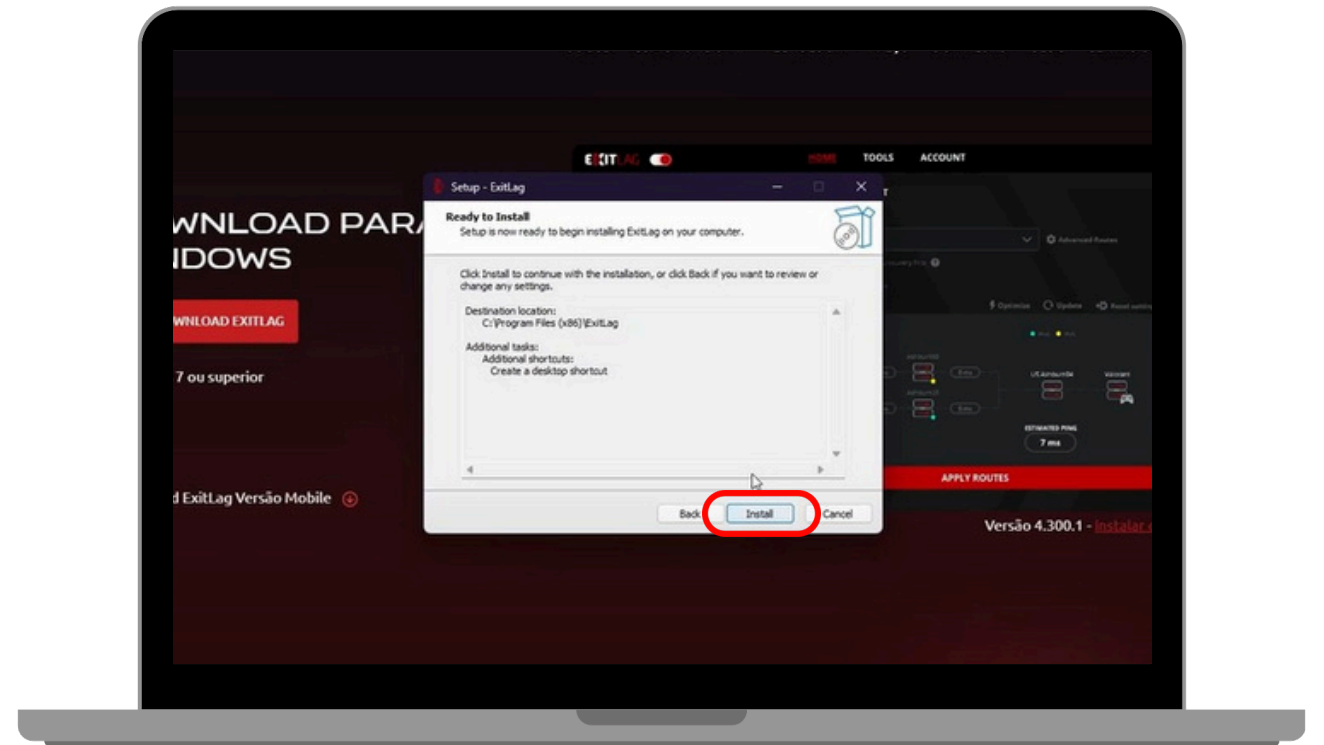 EXITLAG
HOME TOOLS ACCOUNT
Setup - ExitLag
Ready to Install
Setup is now ready to begin installing ExitLag on your computer.
Click Install to continue with the installation, or click Back if you want to review or
change any settings.
Destination location:
C:\Program Files (x86)\ExitLag
Additional tasks:
Additional shortcuts:
Create a desktop shortcut
Back
Install
Cancel
WNLOAD PARA
DOWS
WNLOAD EXITLAG
7 ou superior
d ExitLag Versão Mobile
Advanced Routes
Optimize Update Reset setting
Valorant
ESTIMATED PING
7 ms
APPLY ROUTES
Versão 4.300.1 - Instalar